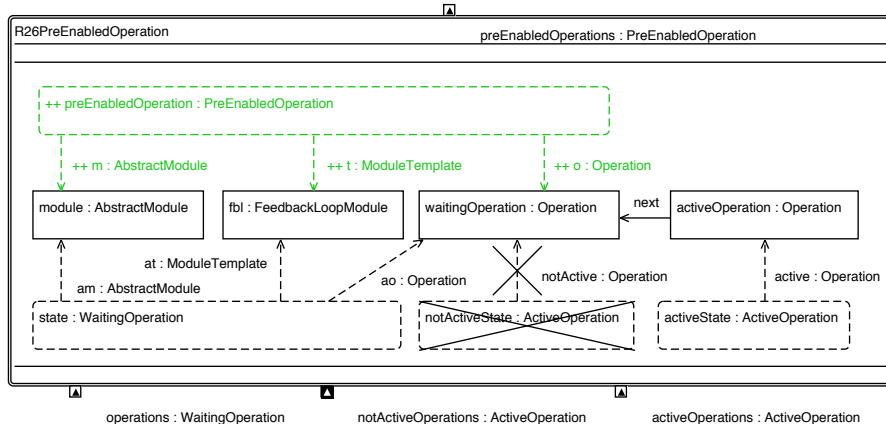 R26PreEnabledOperation
preEnabledOperations : PreEnabledOperation
++ preEnabledOperation : PreEnabledOperation
++ m : AbstractModule
++ t : ModuleTemplate
++ o : Operation
module : AbstractModule
fbl : FeedbackLoopModule
waitingOperation : Operation
next
activeOperation : Operation
at : ModuleTemplate
am : AbstractModule
ao : Operation
notActive : Operation
active : Operation
state : WaitingOperation
notActiveState : ActiveOperation
activeState : ActiveOperation
operations : WaitingOperation
notActiveOperations : ActiveOperation
activeOperations : ActiveOperation